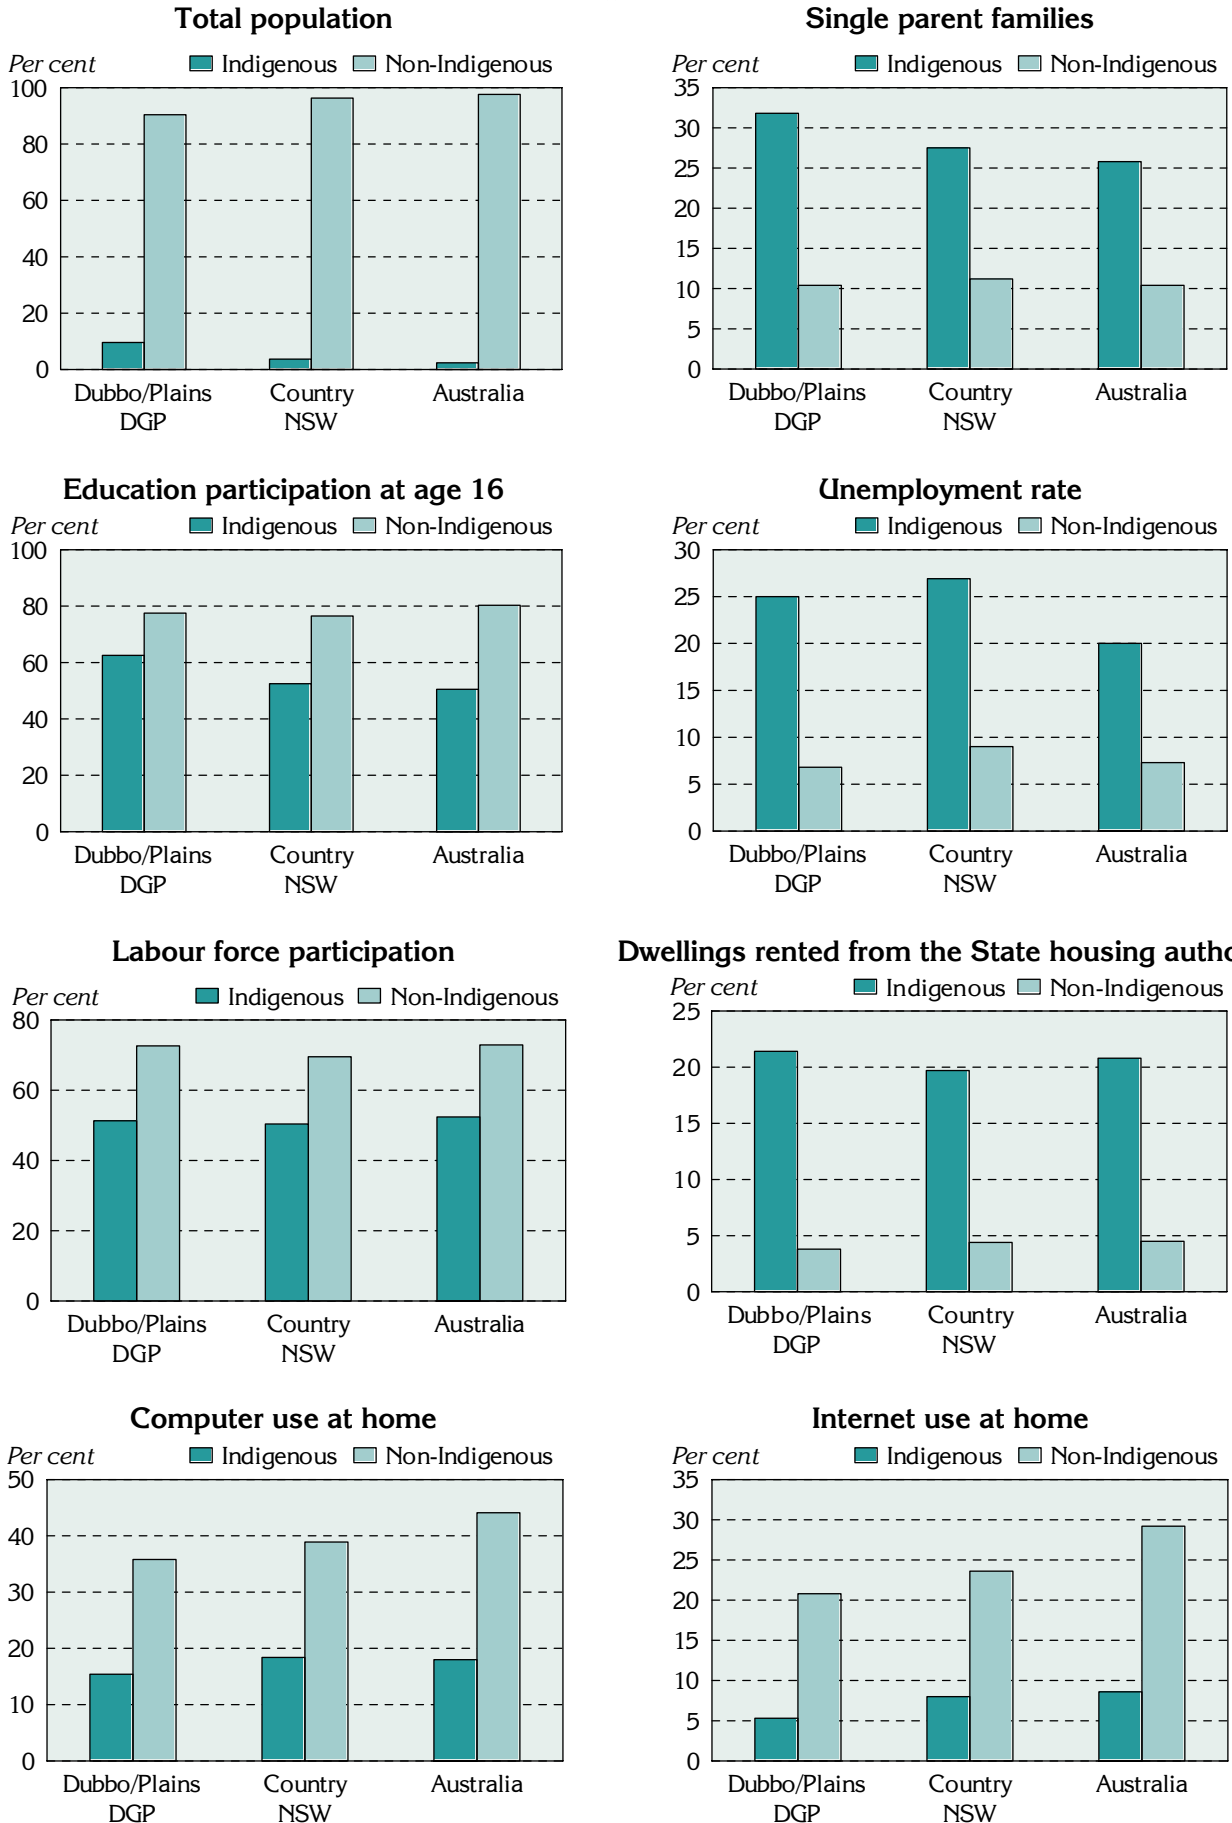 Total population
Per cent Indigenous Non-Indigenous
100
80
60
40
20
0
Dubbo/Plains DGP
Country NSW
Australia
Single parent families
Per cent Indigenous Non-Indigenous
35
30
25
20
15
10
5
0
Dubbo/Plains DGP
Country NSW
Australia
Education participation at age 16
Per cent Indigenous Non-Indigenous
100
80
60
40
20
0
Dubbo/Plains DGP
Country NSW
Australia
Unemployment rate
Per cent Indigenous Non-Indigenous
30
25
20
15
10
5
0
Dubbo/Plains DGP
Country NSW
Australia
Labour force participation
Per cent Indigenous Non-Indigenous
80
60
40
20
0
Dubbo/Plains DGP
Country NSW
Australia
Dwellings rented from the State housing autho
Per cent Indigenous Non-Indigenous
25
20
15
10
5
0
Dubbo/Plains DGP
Country NSW
Australia
Computer use at home
Per cent Indigenous Non-Indigenous
50
40
30
20
10
0
Dubbo/Plains DGP
Country NSW
Australia
Internet use at home
Per cent Indigenous Non-Indigenous
35
30
25
20
15
10
5
0
Dubbo/Plains DGP
Country NSW
Australia